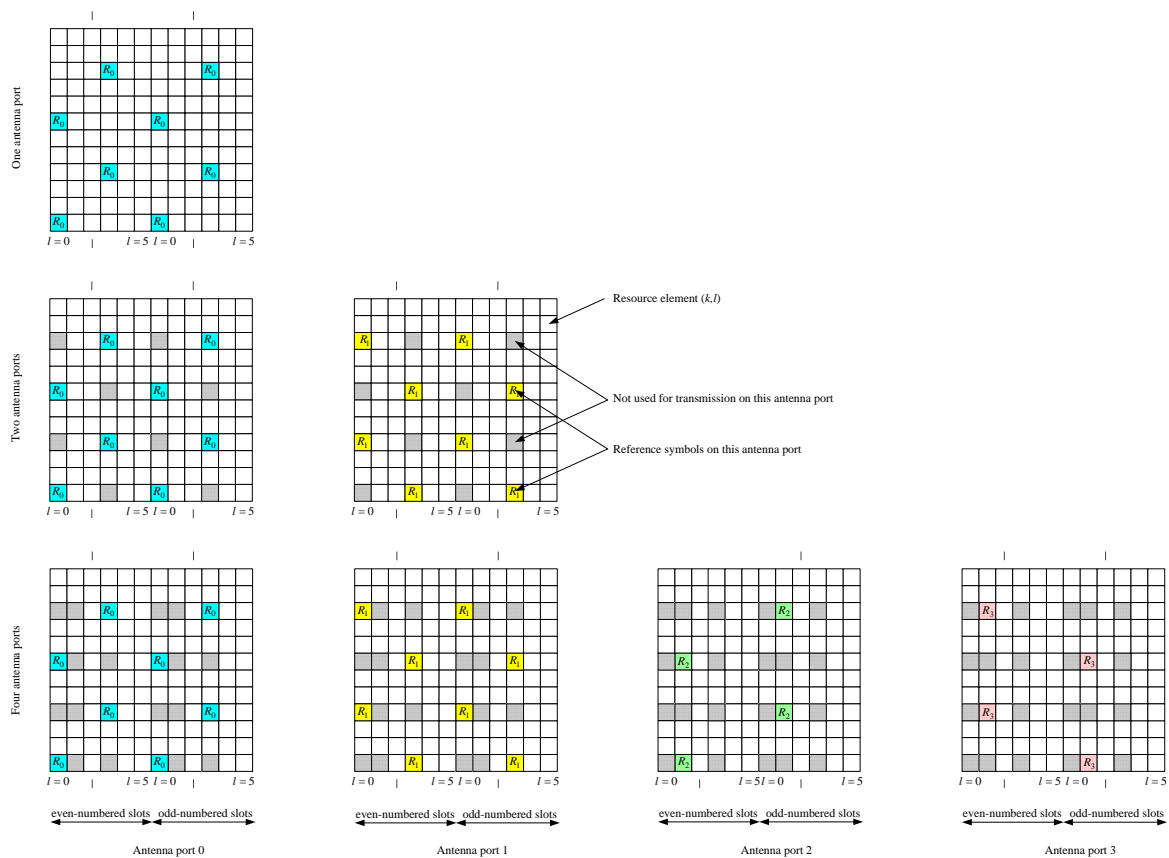 One antenna port
R0 R0
R0 R0
R0 R0
R0 R0
l = 0 l = 5 l = 0 l = 5
Two antenna ports
Resource element (k,l)
R0 R0 R1 R1
R0 R0 R1 R1
Not used for transmission on this antenna port
R0 R0 R1 R1
Reference symbols on this antenna port
R0 R0 R1 R1
l = 0 l = 5 l = 0 l = 5 l = 0 l = 5 l = 0 l = 5
Four antenna ports
R0 R0 R1 R1 R2 R3
R0 R0 R1 R1 R2 R3
R0 R0 R1 R1 R2 R3
R0 R0 R1 R1 R2 R3
l = 0 l = 5 l = 0 l = 5 l = 0 l = 5 l = 0 l = 5 l = 0 l = 5 l = 0 l = 5 l = 0 l = 5 l = 0 l = 5
even-numbered slots odd-numbered slots even-numbered slots odd-numbered slots even-numbered slots odd-numbered slots even-numbered slots odd-numbered slots
Antenna port 0 Antenna port 1 Antenna port 2 Antenna port 3